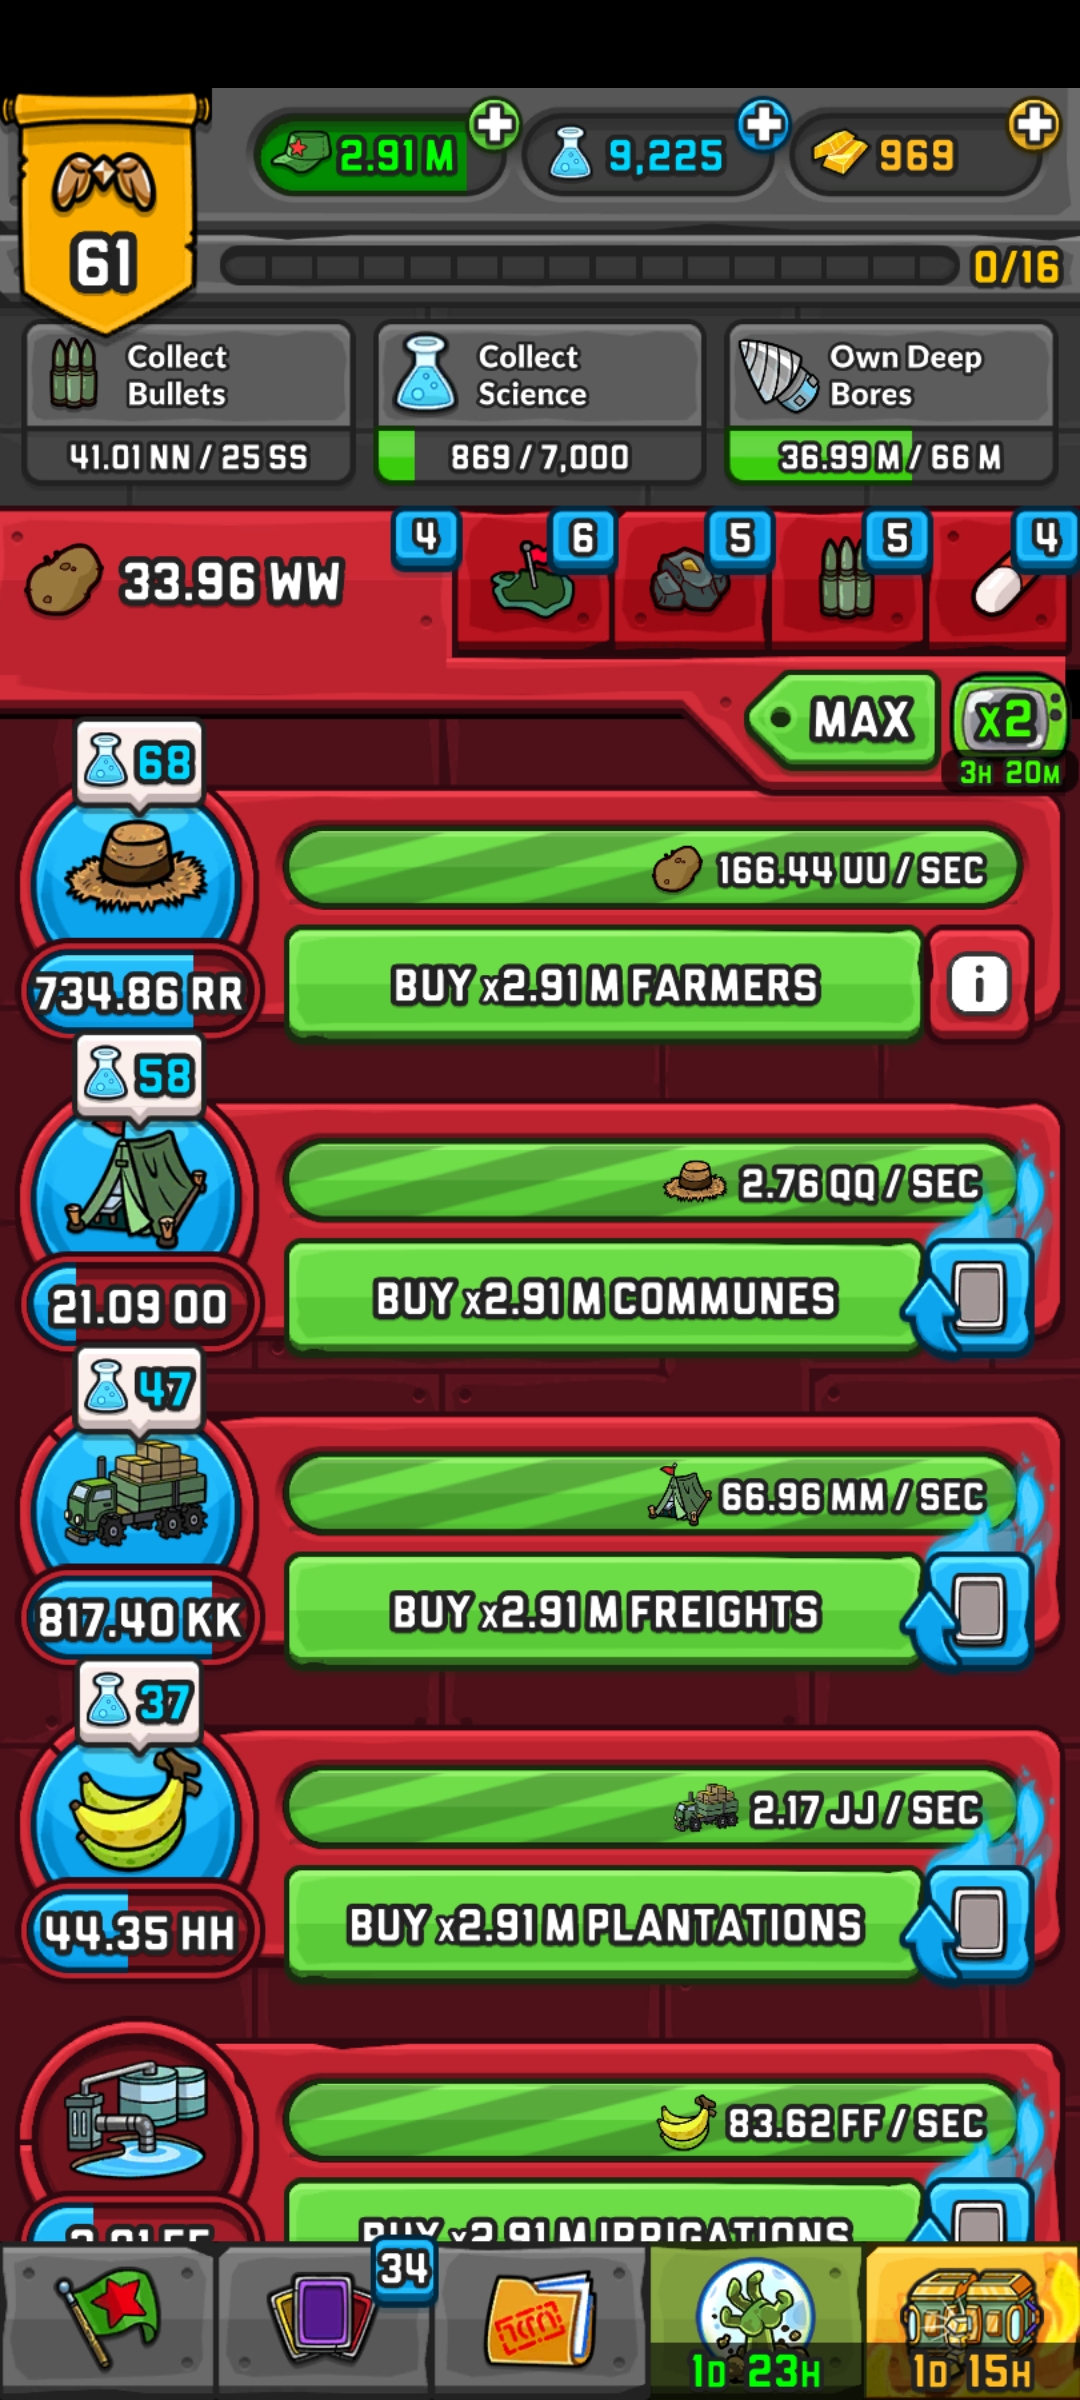 2.91 M
9,225
969
61
0/16
Collect
Bullets
41.01 NN / 25 SS
Collect
Science
869 / 7,000
Own Deep
Bores
36.99 M / 66 M
33.96 WW
4
6
5
5
4
MAX
x2
3H 20M
68
166.44 UU / SEC
734.86 RR
BUY x2.91 M FARMERS
i
58
2.76 QQ / SEC
21.09 OO
BUY x2.91 M COMMUNES
47
66.96 MM / SEC
817.40 KK
BUY x2.91 M FREIGHTS
37
2.17 JJ / SEC
44.35 HH
BUY x2.91 M PLANTATIONS
83.62 FF / SEC
BUY x2.91 M IRRIGATIONS
34
1D 23H
1D 15H